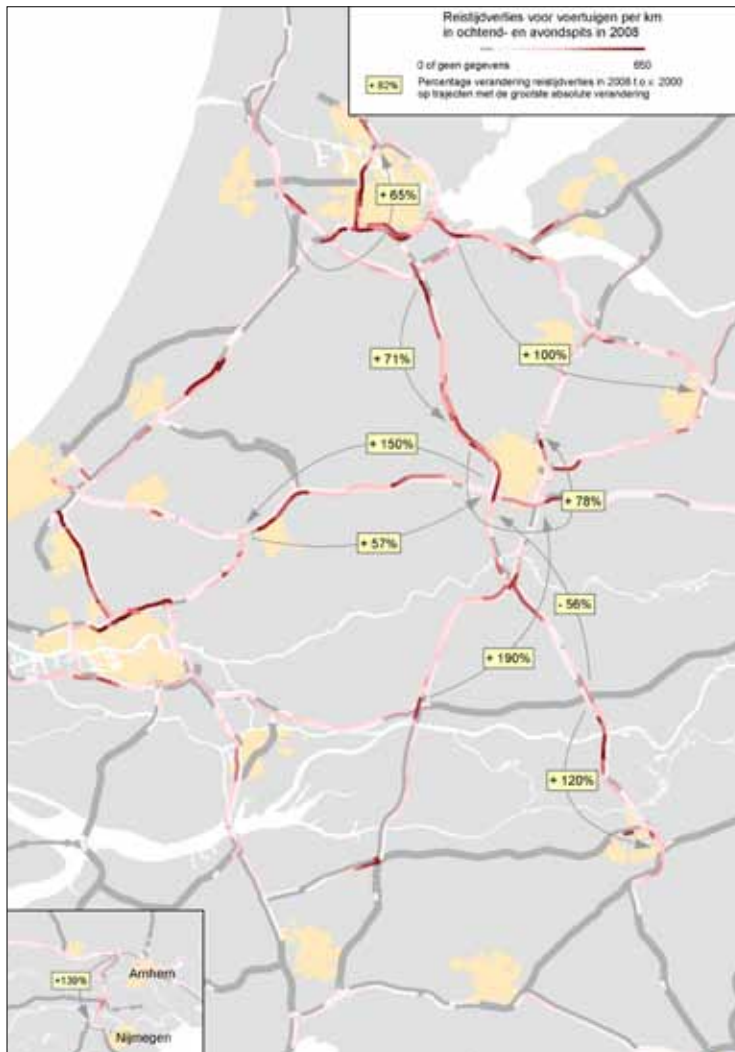 Reistijdverties voor voertuigen per km
in ochtend- en avondspits in 2008
0 of geen gegevens 650
+ 82% Percentage verandering reistijdverties in 2008 t.o.v. 2000
op trajecten met de grootste absolute verandering
+ 65%
+ 71%
+ 100%
+ 150%
+ 78%
+ 57%
- 56%
+ 190%
+ 120%
+139%
Arnhem
Nijmegen